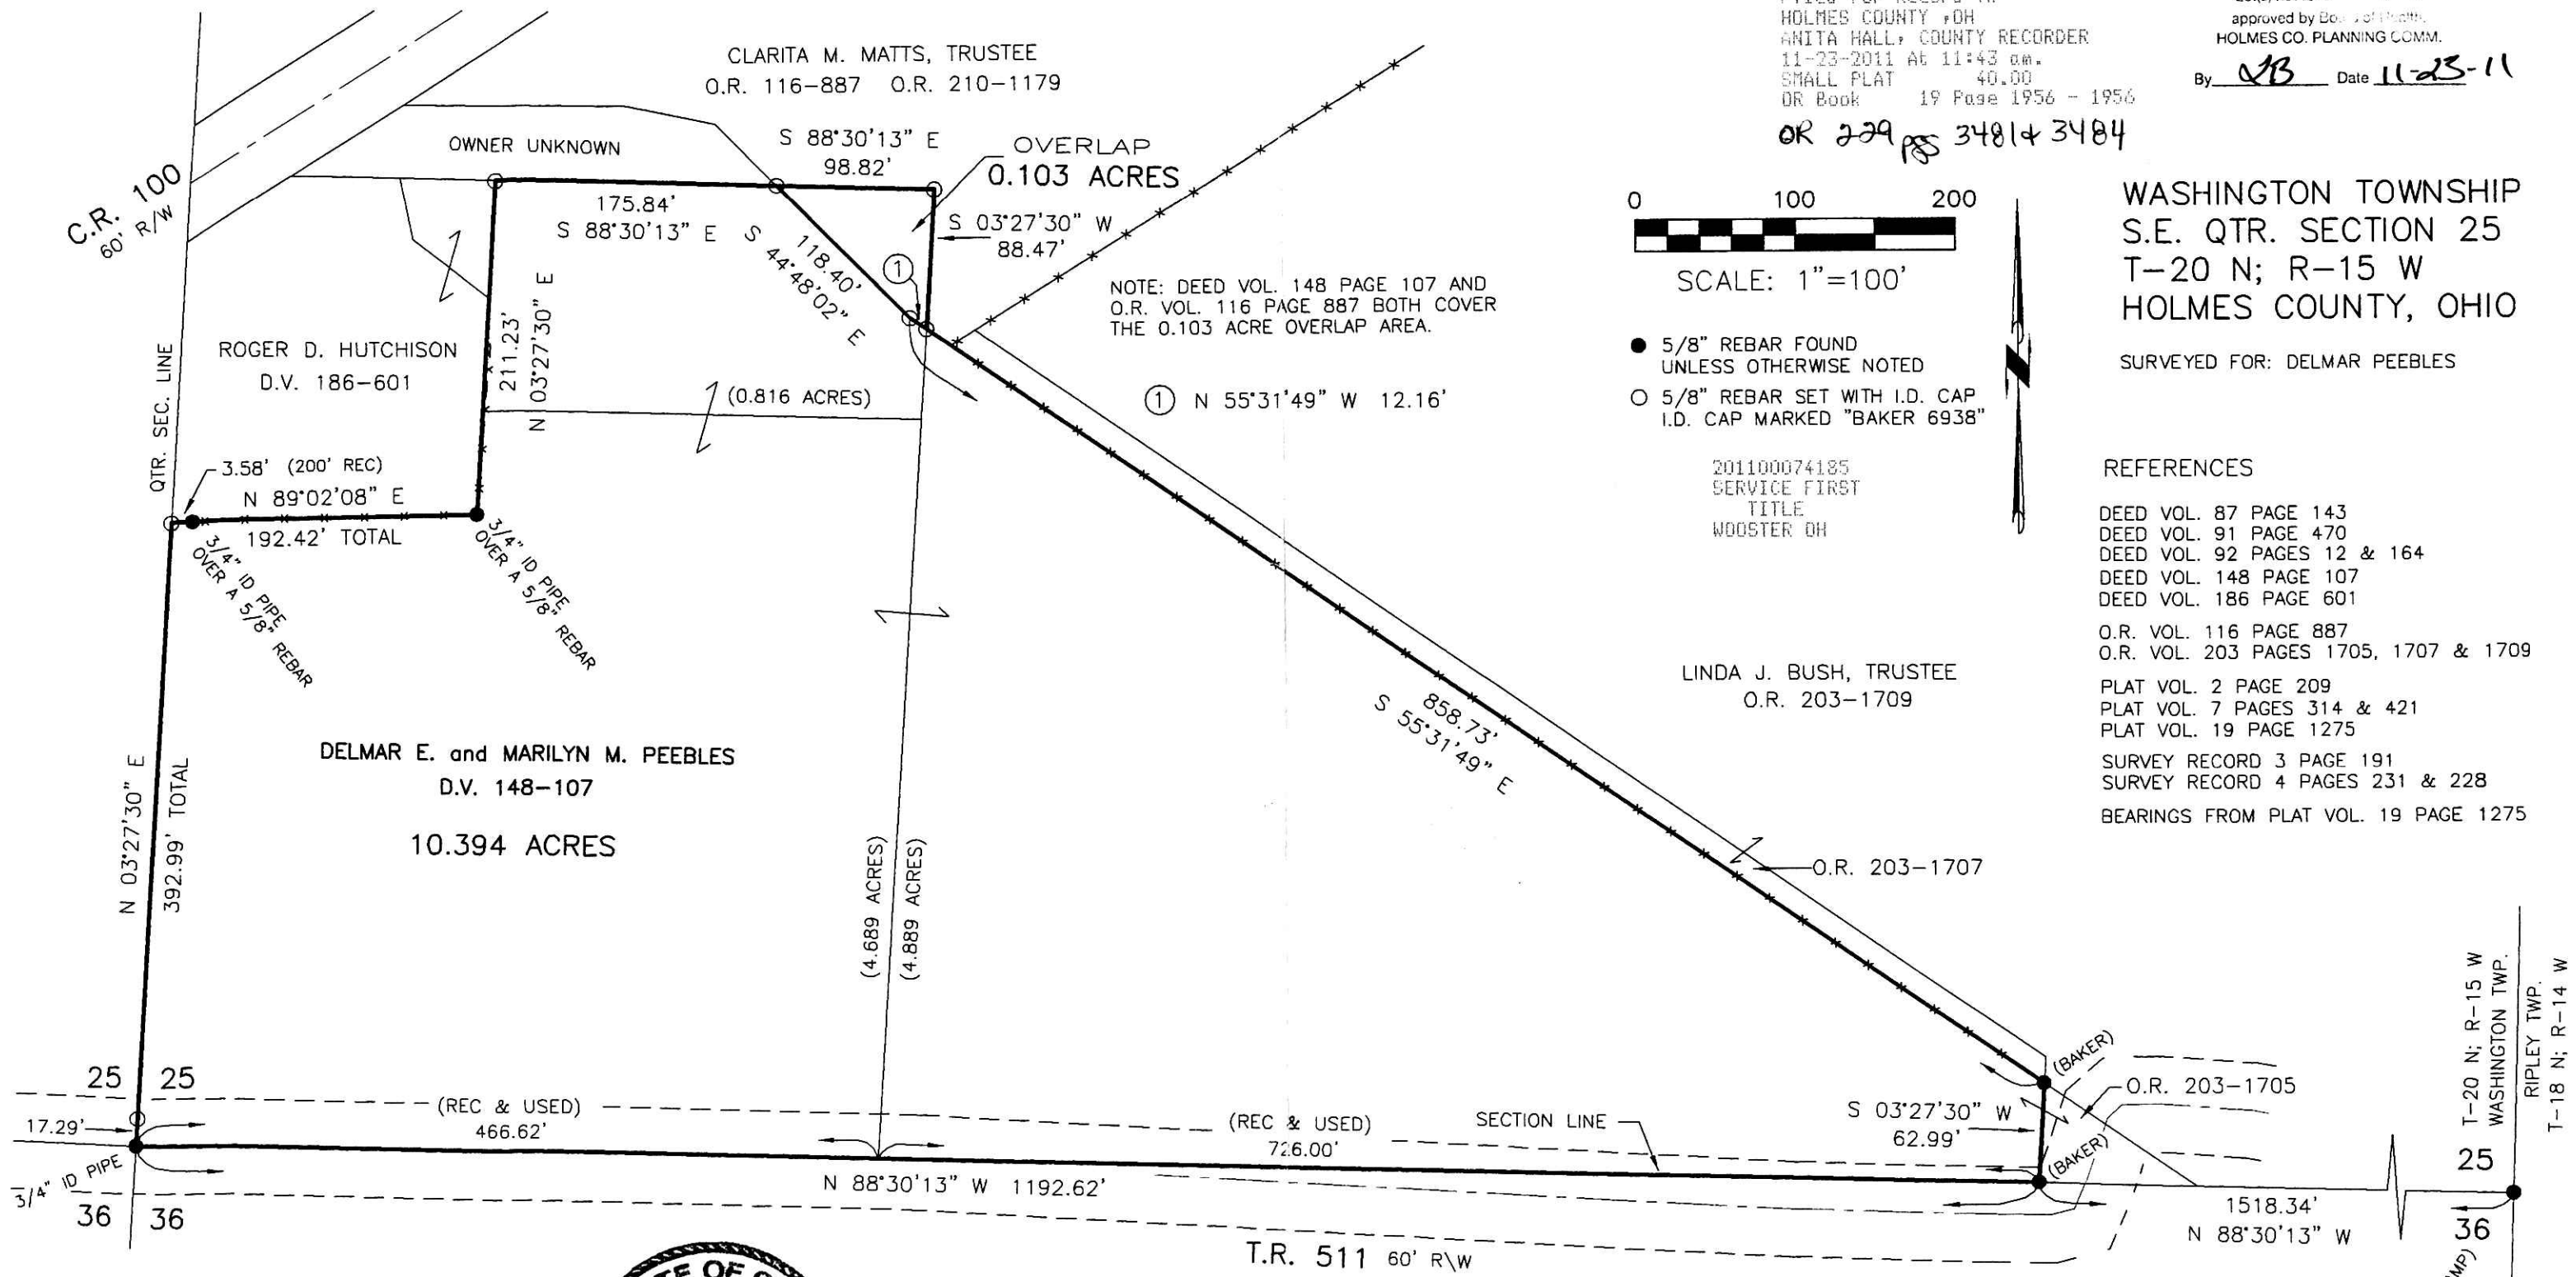 CLARITA M. MATTS, TRUSTEE
O.R. 116-887 O.R. 210-1179
HOLMES COUNTY , OH
ANITA HALL, COUNTY RECORDER
11-23-2011 At 11:43 am.
SMALL PLAT 40.00
OR Book 19 Page 1956 - 1956
OR 229 pgs 3481 & 3484
approved by
HOLMES CO. PLANNING COMM.
By Date 11-23-11
C.R. 100
60' R/W
OWNER UNKNOWN
S 88°30'13" E
98.82'
OVERLAP
0.103 ACRES
175.84'
S 88°30'13" E
118.40'
S 44°48'02" E
S 03°27'30" W
88.47'
1
NOTE: DEED VOL. 148 PAGE 107 AND
O.R. VOL. 116 PAGE 887 BOTH COVER
THE 0.103 ACRE OVERLAP AREA.
1 N 55°31'49" W 12.16'
0 100 200
SCALE: 1"=100'
5/8" REBAR FOUND
UNLESS OTHERWISE NOTED
5/8" REBAR SET WITH I.D. CAP
I.D. CAP MARKED "BAKER 6938"
201100074185
SERVICE FIRST
TITLE
WOOSTER OH
WASHINGTON TOWNSHIP
S.E. QTR. SECTION 25
T-20 N; R-15 W
HOLMES COUNTY, OHIO
SURVEYED FOR: DELMAR PEEBLES
REFERENCES
DEED VOL. 87 PAGE 143
DEED VOL. 91 PAGE 470
DEED VOL. 92 PAGES 12 & 164
DEED VOL. 148 PAGE 107
DEED VOL. 186 PAGE 601
O.R. VOL. 116 PAGE 887
O.R. VOL. 203 PAGES 1705, 1707 & 1709
PLAT VOL. 2 PAGE 209
PLAT VOL. 7 PAGES 314 & 421
PLAT VOL. 19 PAGE 1275
SURVEY RECORD 3 PAGE 191
SURVEY RECORD 4 PAGES 231 & 228
BEARINGS FROM PLAT VOL. 19 PAGE 1275
ROGER D. HUTCHISON
D.V. 186-601
211.23'
N 03°27'30" E
(0.816 ACRES)
QTR. SEC. LINE
3.58' (200' REC)
N 89°02'08" E
192.42' TOTAL
3/4" ID PIPE
OVER A 5/8" REBAR
3/4" ID PIPE
OVER A 5/8" REBAR
LINDA J. BUSH, TRUSTEE
O.R. 203-1709
858.73'
S 55°31'49" E
DELMAR E. and MARILYN M. PEEBLES
D.V. 148-107
10.394 ACRES
N 03°27'30" E
392.99' TOTAL
(4.689 ACRES)
(4.889 ACRES)
O.R. 203-1707
T-20 N; R-15 W
WASHINGTON TWP.
RIPLEY TWP.
T-18 N; R-14 W
(BAKER)
O.R. 203-1705
25 25
17.29'
(REC & USED)
466.62'
(REC & USED)
726.00'
SECTION LINE
S 03°27'30" W
62.99'
(BAKER)
3/4" ID PIPE
36 36
N 88°30'13" W 1192.62'
25
1518.34'
N 88°30'13" W
36
T.R. 511 60' R\W